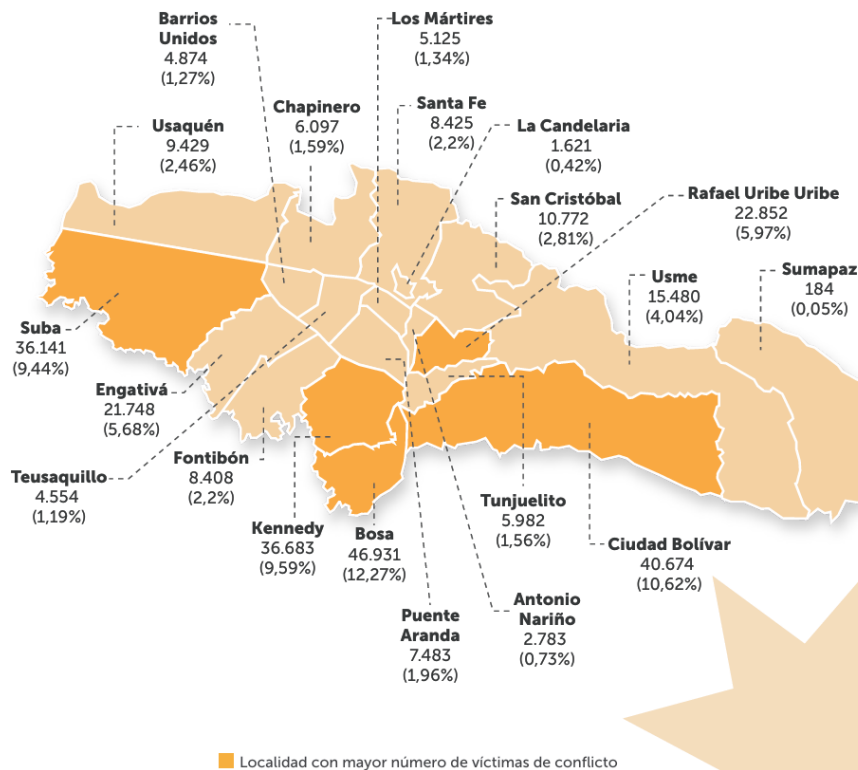 Barrios
Unidos
4.874
(1,27%)
Los Mártires
5.125
(1,34%)
Chapinero
6.097
(1,59%)
Santa Fe
8.425
(2,2%)
Usaquén
9.429
(2,46%)
La Candelaria
1.621
(0,42%)
San Cristóbal
10.772
(2,81%)
Rafael Uribe Uribe
22.852
(5,97%)
Usme
15.480
(4,04%)
Sumapaz
184
(0,05%)
Suba
36.141
(9,44%)
Engativá
21.748
(5,68%)
Teusaquillo
4.554
(1,19%)
Fontibón
8.408
(2,2%)
Kennedy
36.683
(9,59%)
Bosa
46.931
(12,27%)
Tunjuelito
5.982
(1,56%)
Ciudad Bolívar
40.674
(10,62%)
Puente
Aranda
7.483
(1,96%)
Antonio
Nariño
2.783
(0,73%)
Localidad con mayor número de víctimas de conflicto